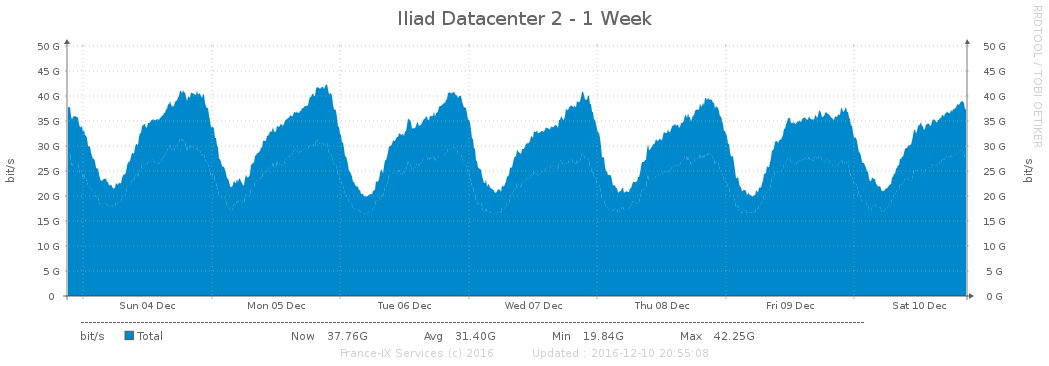 Iliad Datacenter 2 - 1 Week
RRDTOOL / TOBI OETIKER
50 G 50 G
45 G 45 G
40 G 40 G
35 G 35 G
30 G 30 G
25 G 25 G
20 G 20 G
15 G 15 G
10 G 10 G
5 G 5 G
0 0 G
bit/s bit/s
Sun 04 Dec Mon 05 Dec Tue 06 Dec Wed 07 Dec Thu 08 Dec Fri 09 Dec Sat 10 Dec
bit/s Total Now 37.76G Avg 31.40G Min 19.84G Max 42.25G
France-IX Services (c) 2016 Updated : 2016-12-10 20:55:08